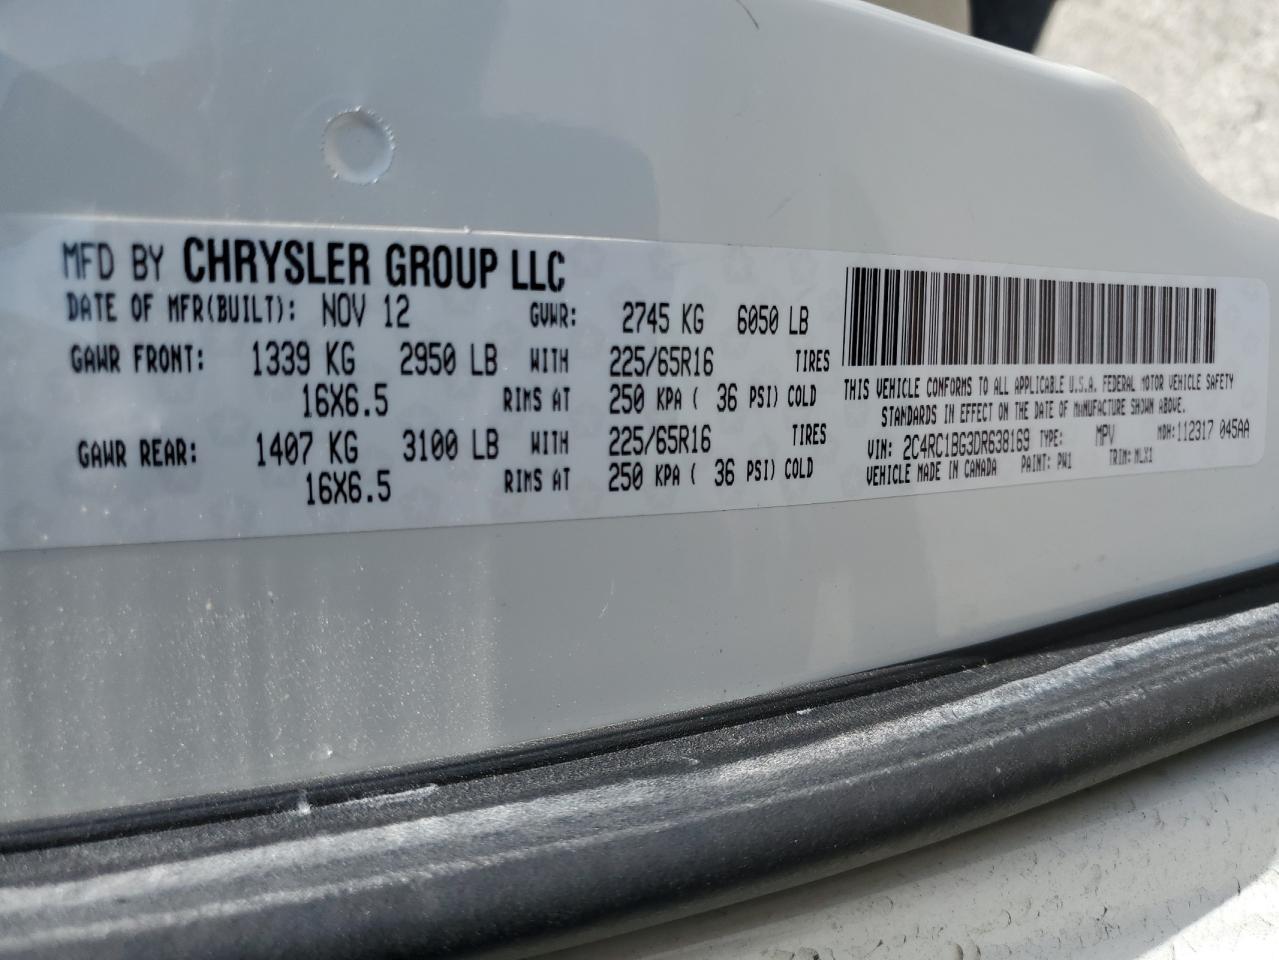 MFD BY CHRYSLER GROUP LLC
DATE OF MFR(BUILT): NOV 12 GVWR: 2745 KG 6050 LB
GAWR FRONT: 1339 KG 2950 LB WITH 225/65R16 TIRES
16X6.5 RIMS AT 250 KPA ( 36 PSI) COLD
GAWR REAR: 1407 KG 3100 LB WITH 225/65R16 TIRES
16X6.5 RIMS AT 250 KPA ( 36 PSI) COLD
THIS VEHICLE CONFORMS TO ALL APPLICABLE U.S.A. FEDERAL MOTOR VEHICLE SAFETY
STANDARDS IN EFFECT ON THE DATE OF MANUFACTURE SHOWN ABOVE.
VIN: 2C4RC1BG3DR638169 TYPE: MPV MDH: 112317 045AA
VEHICLE MADE IN CANADA PAINT: PW1 TRIM: MLX1